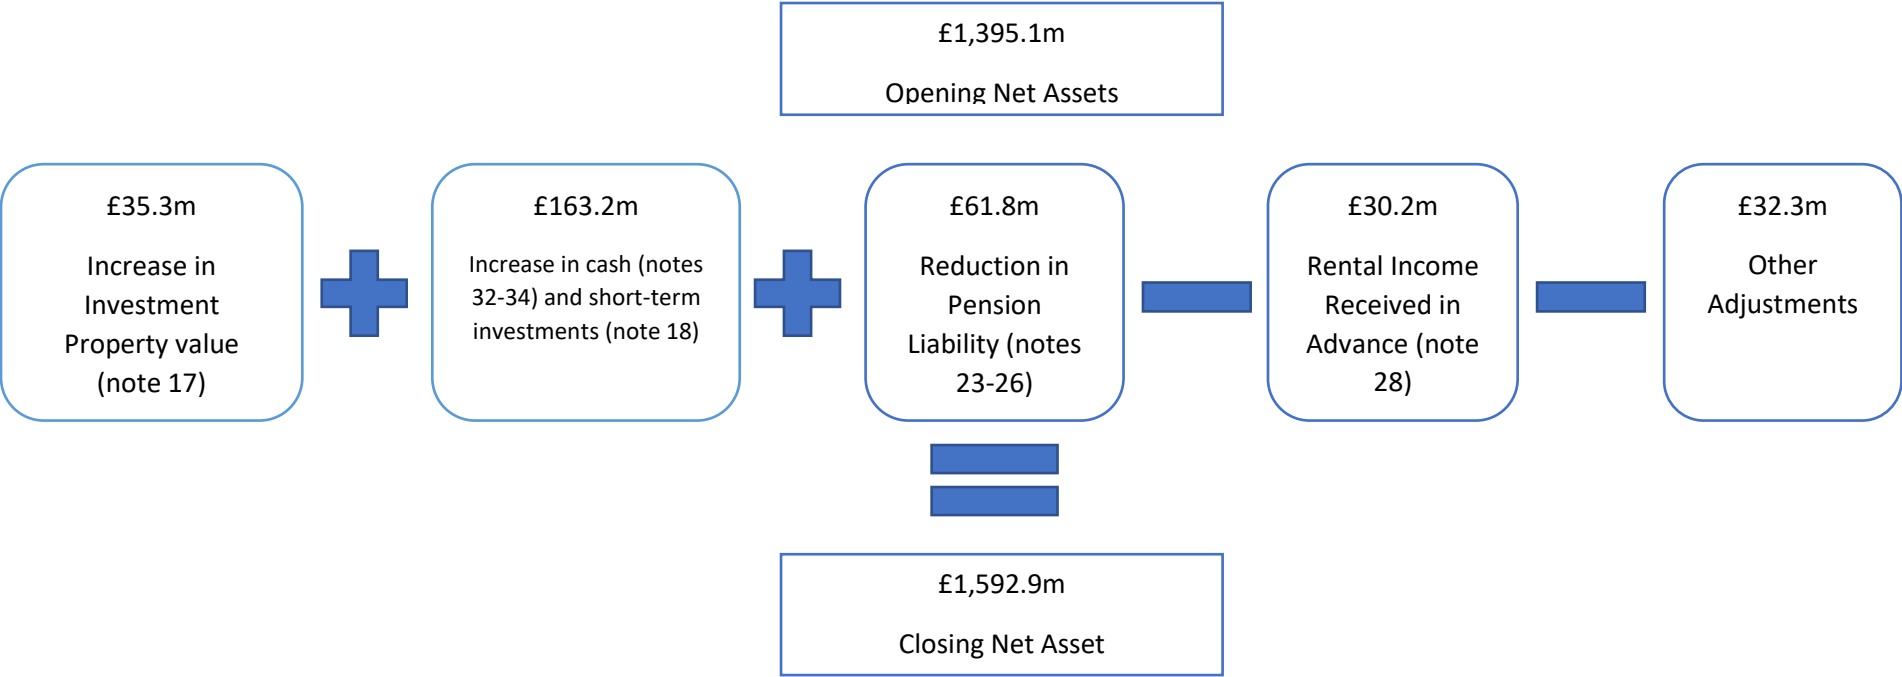 £1,395.1m
Opening Net Assets
£35.3m
Increase in
Investment
Property value
(note 17)
£163.2m
Increase in cash (notes
32-34) and short-term
investments (note 18)
£61.8m
Reduction in
Pension
Liability (notes
23-26)
£30.2m
Rental Income
Received in
Advance (note
28)
£32.3m
Other
Adjustments
£1,592.9m
Closing Net Asset